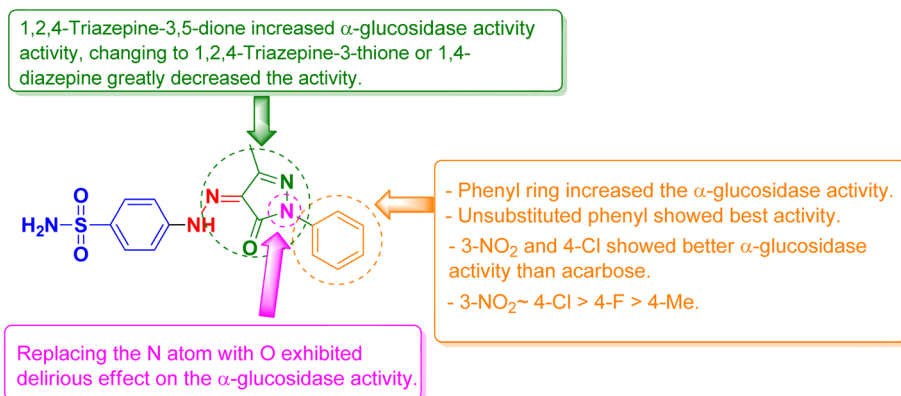 1,2,4-Triazepine-3,5-dione increased α-glucosidase activity
activity, changing to 1,2,4-Triazepine-3-thione or 1,4-
diazepine greatly decreased the activity.
N
N
N
NH
O
O
S
O
H₂N
- Phenyl ring increased the α-glucosidase activity.
- Unsubstituted phenyl showed best activity.
- 3-NO₂ and 4-Cl showed better α-glucosidase
activity than acarbose.
- 3-NO₂~ 4-Cl > 4-F > 4-Me.
Replacing the N atom with O exhibited
delirious effect on the α-glucosidase activity.